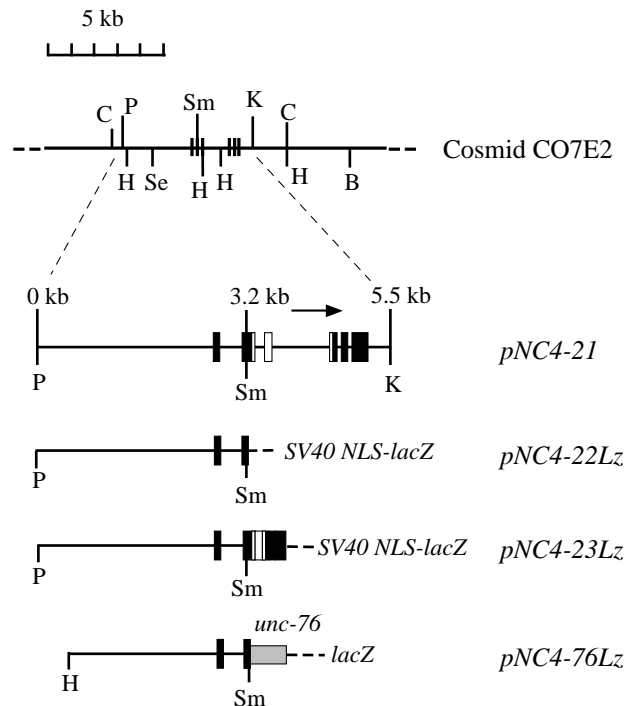 5 kb
C P Sm K C
Cosmid CO7E2
H Se H H H B
0 kb 3.2 kb 5.5 kb
pNC4-21
P Sm K
SV40 NLS-lacZ pNC4-22Lz
P Sm
SV40 NLS-lacZ pNC4-23Lz
P Sm
unc-76
lacZ pNC4-76Lz
H Sm